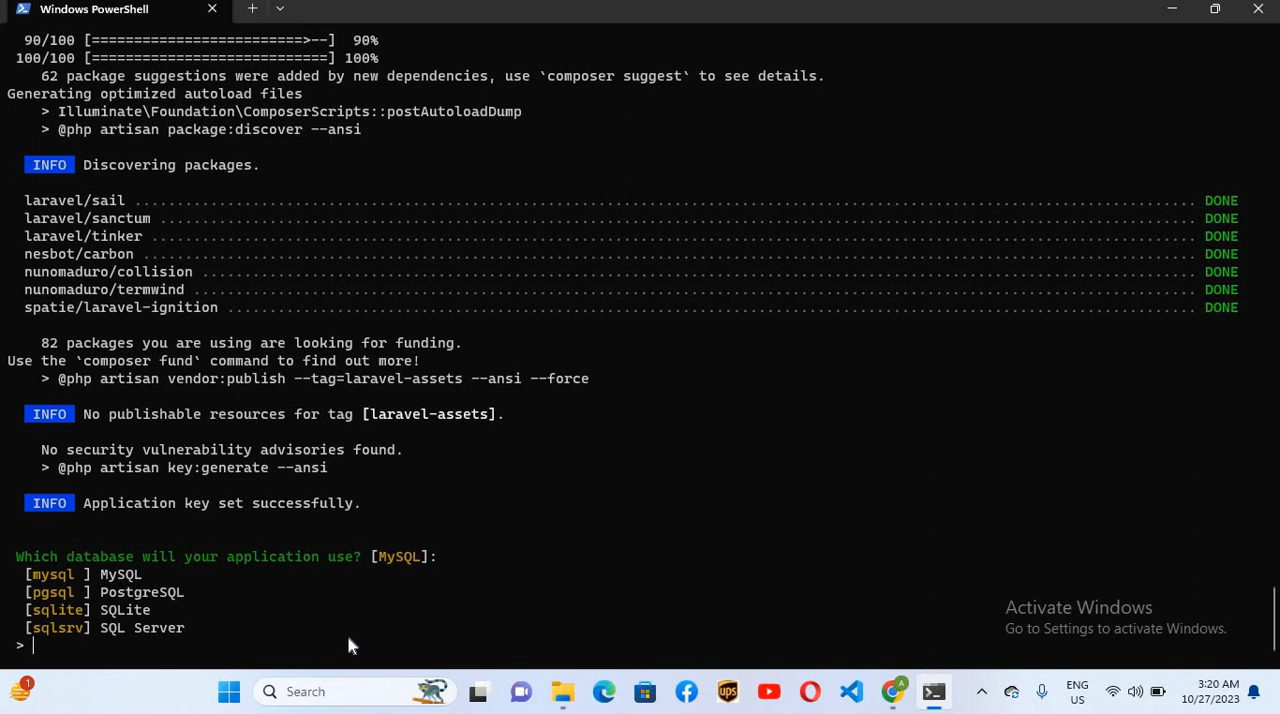 Windows PowerShell
90/100 [==========================>--]  90%
100/100 [============================] 100%
62 package suggestions were added by new dependencies, use `composer suggest` to see details.
Generating optimized autoload files
> Illuminate\Foundation\ComposerScripts::postAutoloadDump
> @php artisan package:discover --ansi
INFO Discovering packages.
laravel/sail ................................................................ DONE
laravel/sanctum ................................................................ DONE
laravel/tinker ................................................................ DONE
nesbot/carbon ................................................................ DONE
nunomaduro/collision ................................................................ DONE
nunomaduro/termwind ................................................................ DONE
spatie/laravel-ignition ................................................................ DONE
82 packages you are using are looking for funding.
Use the `composer fund` command to find out more!
> @php artisan vendor:publish --tag=laravel-assets --ansi --force
INFO No publishable resources for tag [laravel-assets].
No security vulnerability advisories found.
> @php artisan key:generate --ansi
INFO Application key set successfully.
Which database will your application use? [MySQL]:
[mysql ] MySQL
[pgsql ] PostgreSQL
[sqlite] SQLite
[sqlsrv] SQL Server
>
Activate Windows
Go to Settings to activate Windows.
1
Search
ups
A
ENG
US
3:20 AM
10/27/2023